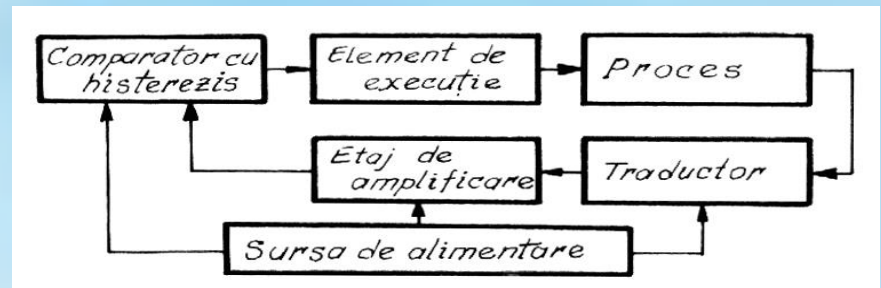 Comparator cu
histerezis
Element de
execuție
Proces
Etaj de
amplificare
Traductor
Sursa de alimentare